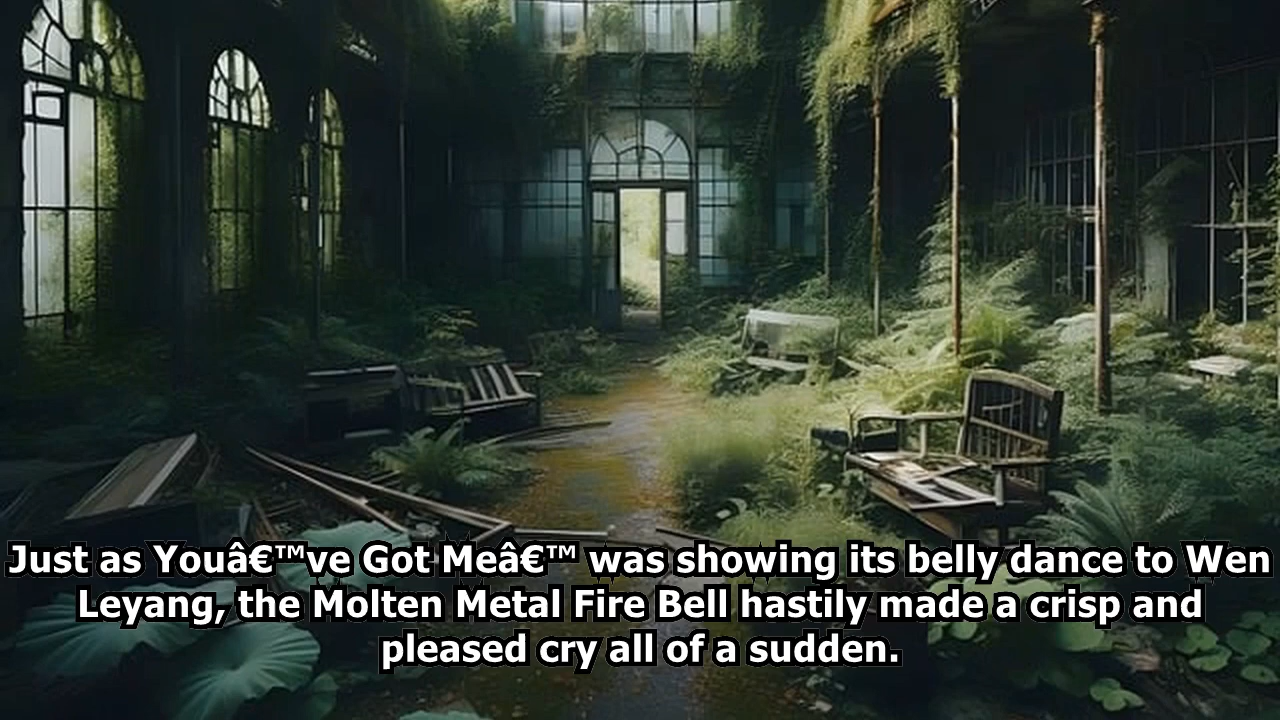 Just as Youâ€™ve Got Meâ€™ was showing its belly dance to Wen
Leyang, the Molten Metal Fire Bell hastily made a crisp and
pleased cry all of a sudden.